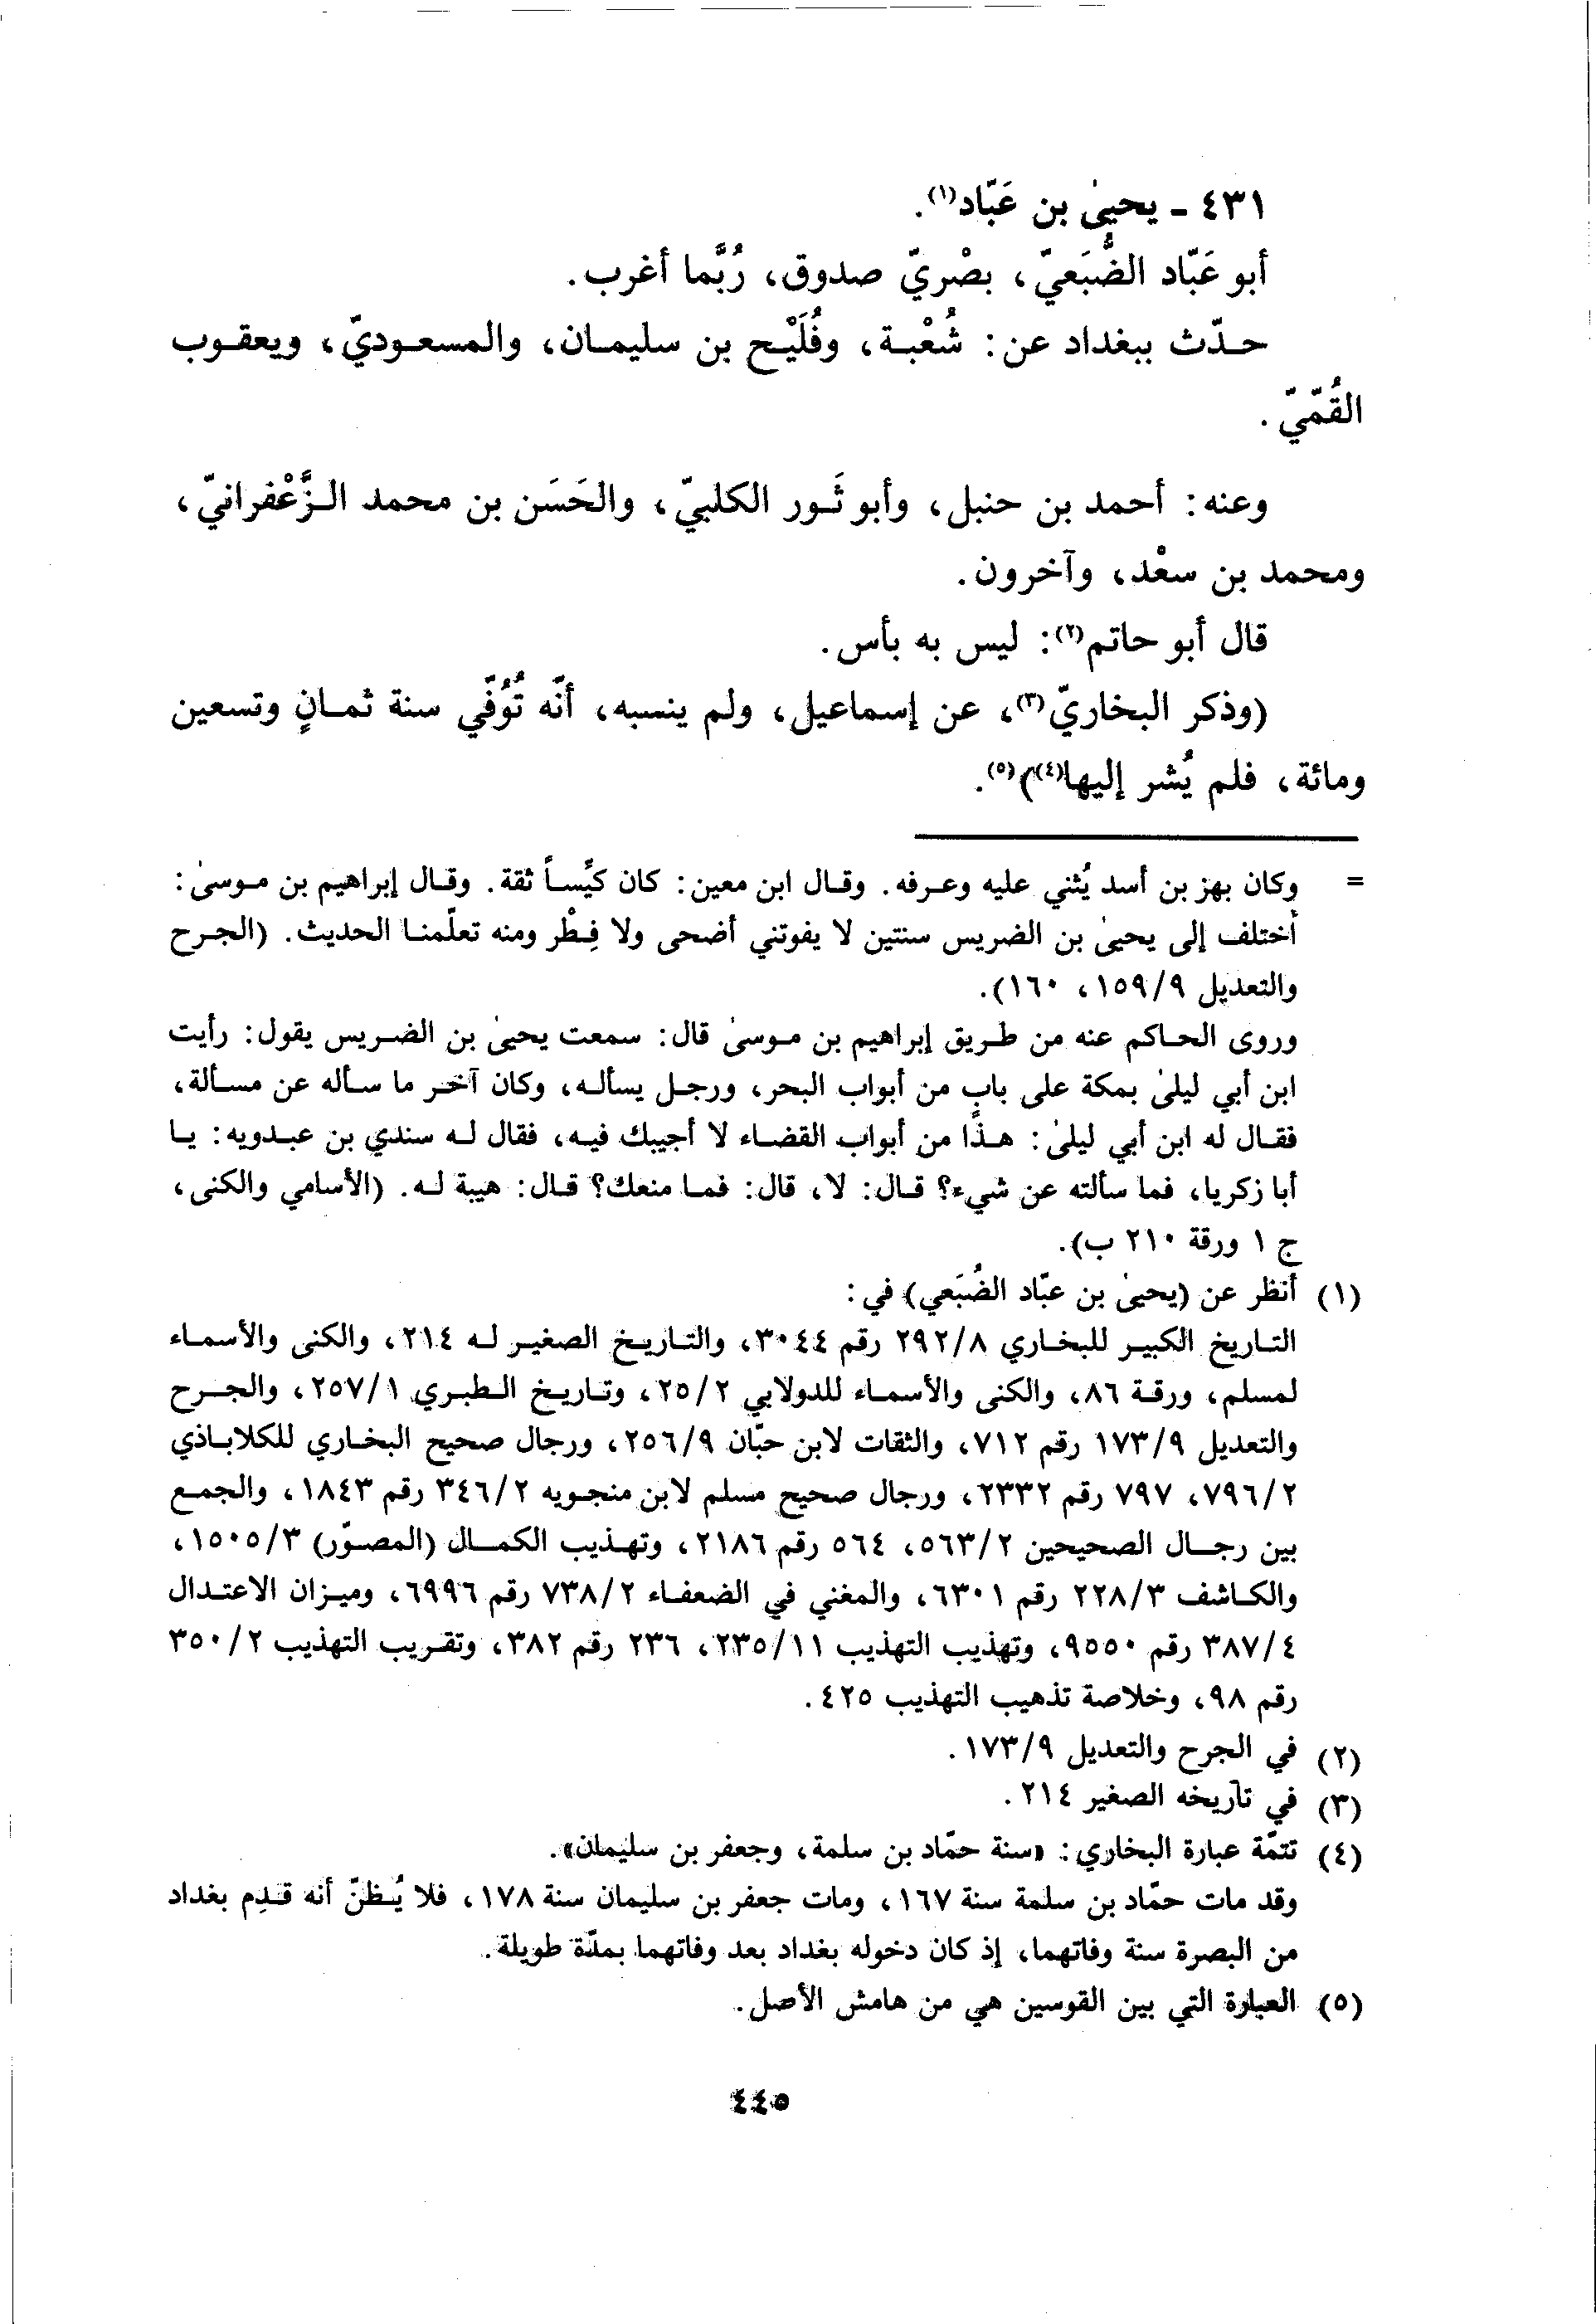 ٤٣١ - يحيىٰ بن عَبّاد(١).
أبو عَبّاد الضُّبَعيّ، بصْريّ صدوق، رُبَّما أغرب.
حدّث ببغداد عن: شُعْبة، وفُلَيْح بن سليمان، والمسعوديّ، ويعقوب
القُمّيّ.
وعنه: أحمد بن حنبل، وأبو ثَور الكلبيّ، والحَسَن بن محمد الزَّعْفرانيّ،
ومحمد بن سعْد، وآخرون.
قال أبو حاتم(٢): ليس به بأس.
(وذكر البخاريّ(٣)، عن إسماعيل، ولم ينسبه، أنّه تُوُفّي سنة ثمانٍ وتسعين
ومائة، فلم يُشر إليها(٤))(٥).
= وكان بهز بن أسد يُثني عليه وعرفه. وقال ابن معين: كان كيِّساً ثقة. وقال إبراهيم بن موسىٰ:
أختلف إلى يحيىٰ بن الضريس سنتين لا يفوتني أضحى ولا فِطْر ومنه تعلّمنا الحديث. (الجرح
والتعديل ١٥٩/٩، ١٦٠).
وروى الحاكم عنه من طريق إبراهيم بن موسىٰ قال: سمعت يحيىٰ بن الضريس يقول: رأيت
ابن أبي ليلىٰ بمكة على باب من أبواب البحر، ورجل يسأله، وكان آخر ما سأله عن مسألة،
فقال له ابن أبي ليلىٰ: هذا من أبواب القضاء لا أجيبك فيه، فقال له سندي بن عبدويه: يا
أبا زكريا، فما سألته عن شيء؟ قال: لا، قال: فما منعك؟ قال: هيبة له. (الأسامي والكنى،
ج ١ ورقة ٢١٠ ب).
(١) أنظر عن (يحيىٰ بن عبّاد الضُبَعي) في:
التاريخ الكبير للبخاري ٢٩٢/٨ رقم ٣٠٤٤، والتاريخ الصغير له ٢١٤، والكنى والأسماء
لمسلم، ورقة ٨٦، والكنى والأسماء للدولابي ٢٥/٢، وتاريخ الطبري ٢٥٧/١، والجرح
والتعديل ١٧٣/٩ رقم ٧١٢، والثقات لابن حبّان ٢٥٦/٩، ورجال صحيح البخاري للكلاباذي
٧٩٦/٢، ٧٩٧ رقم ٢٣٣٢، ورجال صحيح مسلم لابن منجويه ٣٤٦/٢ رقم ١٨٤٣، والجمع
بين رجال الصحيحين ٥٦٣/٢، ٥٦٤ رقم ٢١٨٦، وتهذيب الكمال (المصوّر) ١٥٠٥/٣،
والكاشف ٢٢٨/٣ رقم ٦٣٠١، والمغني في الضعفاء ٧٣٨/٢ رقم ٦٩٩٦، وميزان الاعتدال
٣٨٧/٤ رقم ٩٥٥٠، وتهذيب التهذيب ٢٣٥/١١، ٢٣٦ رقم ٣٨٢، وتقريب التهذيب ٣٥٠/٢
رقم ٩٨، وخلاصة تذهيب التهذيب ٤٢٥.
(٢) في الجرح والتعديل ١٧٣/٩.
(٣) في تاريخه الصغير ٢١٤.
(٤) تتمّة عبارة البخاري: «سنة حمّاد بن سلمة، وجعفر بن سليمان».
وقد مات حمّاد بن سلمة سنة ١٦٧، ومات جعفر بن سليمان سنة ١٧٨، فلا يُظنّ أنه قدِم بغداد
من البصرة سنة وفاتهما، إذ كان دخوله بغداد بعد وفاتهما بمدّة طويلة.
(٥) العبارة التي بين القوسين هي من هامش الأصل.
٤٤٥